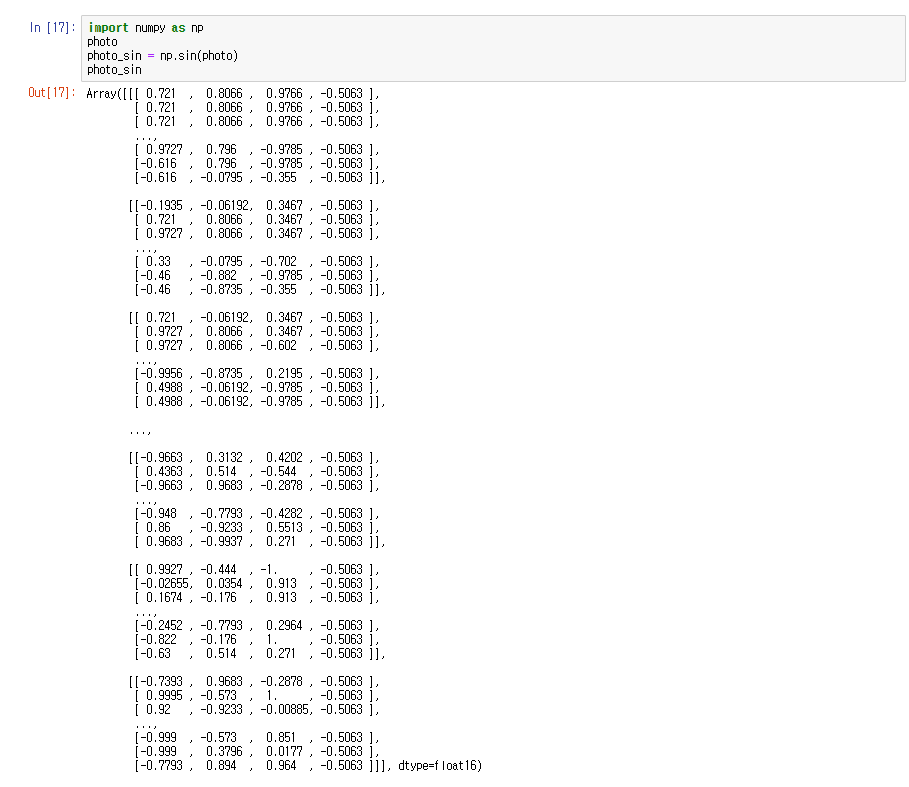 In [17]: import numpy as np
photo
photo_sin = np.sin(photo)
photo_sin
Out[17]: Array([[[ 0.721  ,  0.8066 ,  0.9766 , -0.5063 ],
[ 0.721  ,  0.8066 ,  0.9766 , -0.5063 ],
[ 0.721  ,  0.8066 ,  0.9766 , -0.5063 ],
...,
[ 0.9727 ,  0.796  , -0.9785 , -0.5063 ],
[-0.616  ,  0.796  , -0.9785 , -0.5063 ],
[-0.616  , -0.0795 , -0.355  , -0.5063 ]],
[[-0.1935 , -0.06192,  0.3467 , -0.5063 ],
[ 0.721  ,  0.8066 ,  0.3467 , -0.5063 ],
[ 0.9727 ,  0.8066 ,  0.3467 , -0.5063 ],
...,
[ 0.33   , -0.0795 , -0.702  , -0.5063 ],
[-0.46   , -0.882  , -0.9785 , -0.5063 ],
[-0.46   , -0.8735 , -0.355  , -0.5063 ]],
[[ 0.721  , -0.06192,  0.3467 , -0.5063 ],
[ 0.9727 ,  0.8066 ,  0.3467 , -0.5063 ],
[ 0.9727 ,  0.8066 , -0.602  , -0.5063 ],
...,
[-0.9956 , -0.8735 ,  0.2195 , -0.5063 ],
[ 0.4988 , -0.06192, -0.9785 , -0.5063 ],
[ 0.4988 , -0.06192, -0.9785 , -0.5063 ]],
...,
[[-0.9663 ,  0.3132 ,  0.4202 , -0.5063 ],
[ 0.4363 ,  0.514  , -0.544  , -0.5063 ],
[-0.9663 ,  0.9683 , -0.2878 , -0.5063 ],
...,
[-0.948  , -0.7793 , -0.4282 , -0.5063 ],
[ 0.86   , -0.9233 ,  0.5513 , -0.5063 ],
[ 0.9683 , -0.9937 ,  0.271  , -0.5063 ]],
[[ 0.9927 , -0.444  , -1.     , -0.5063 ],
[-0.02655,  0.0354 ,  0.913  , -0.5063 ],
[ 0.1674 , -0.176  ,  0.913  , -0.5063 ],
...,
[-0.2452 , -0.7793 ,  0.2964 , -0.5063 ],
[-0.822  , -0.176  ,  1.     , -0.5063 ],
[-0.63   ,  0.514  ,  0.271  , -0.5063 ]],
[[-0.7393 ,  0.9683 , -0.2878 , -0.5063 ],
[ 0.9995 , -0.573  ,  1.     , -0.5063 ],
[ 0.92   , -0.9233 , -0.00885, -0.5063 ],
...,
[-0.999  , -0.573  ,  0.851  , -0.5063 ],
[-0.999  ,  0.3796 ,  0.0177 , -0.5063 ],
[-0.7793 ,  0.894  ,  0.964  , -0.5063 ]]], dtype=float16)